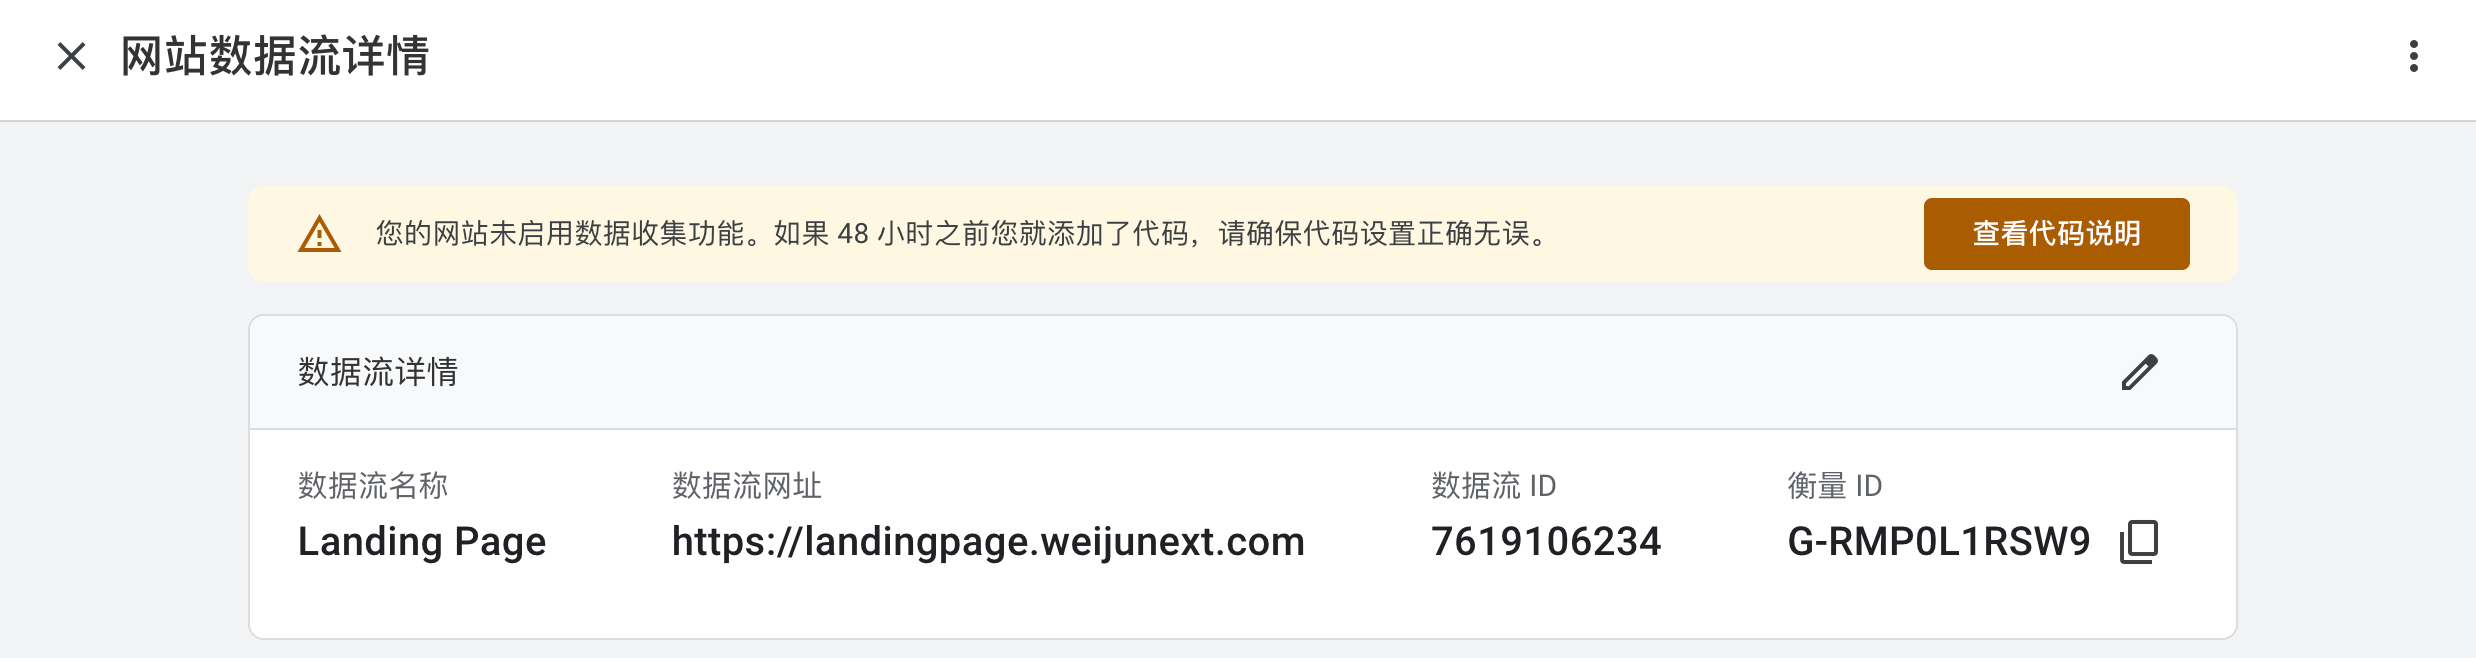 网站数据流详情
您的网站未启用数据收集功能。如果 48 小时之前您就添加了代码，请确保代码设置正确无误。
查看代码说明
数据流详情
数据流名称
Landing Page
数据流网址
https://landingpage.weijunext.com
数据流 ID
7619106234
衡量 ID
G-RMP0L1RSW9